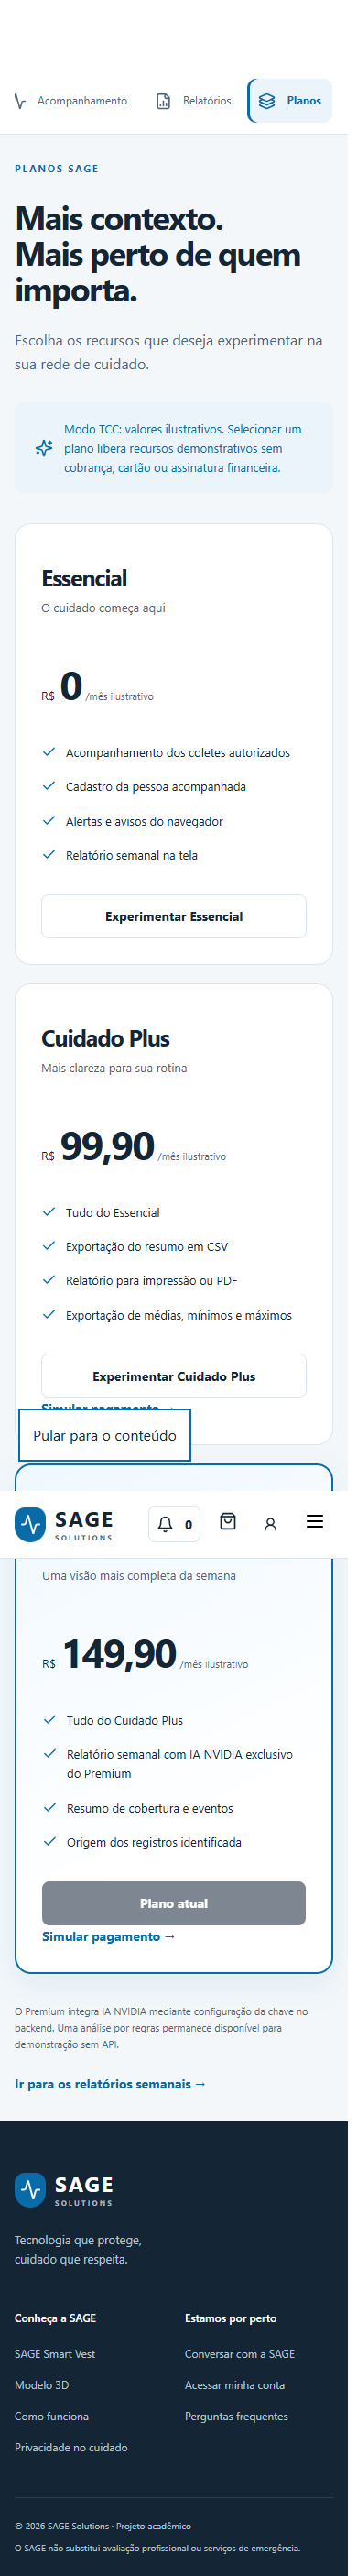 Acompanhamento Relatórios Planos
PLANOS SAGE
Mais contexto.
Mais perto de quem
importa.
Escolha os recursos que deseja experimentar na
sua rede de cuidado.
Modo TCC: valores ilustrativos. Selecionar um
plano libera recursos demonstrativos sem
cobrança, cartão ou assinatura financeira.
Essencial
O cuidado começa aqui
R$ 0 /mês ilustrativo
Acompanhamento dos coletes autorizados
Cadastro da pessoa acompanhada
Alertas e avisos do navegador
Relatório semanal na tela
Experimentar Essencial
Cuidado Plus
Mais clareza para sua rotina
R$ 99,90 /mês ilustrativo
Tudo do Essencial
Exportação do resumo em CSV
Relatório para impressão ou PDF
Exportação de médias, mínimos e máximos
Experimentar Cuidado Plus
Pular para o conteúdo
SAGE
SOLUTIONS
0
Uma visão mais completa da semana
R$ 149,90 /mês ilustrativo
Tudo do Cuidado Plus
Relatório semanal com IA NVIDIA exclusivo
do Premium
Resumo de cobertura e eventos
Origem dos registros identificada
Plano atual
Simular pagamento →
O Premium integra IA NVIDIA mediante configuração da chave no
backend. Uma análise por regras permanece disponível para
demonstração sem API.
Ir para os relatórios semanais →
SAGE
SOLUTIONS
Tecnologia que protege,
cuidado que respeita.
Conheça a SAGE
SAGE Smart Vest
Modelo 3D
Como funciona
Privacidade no cuidado
Estamos por perto
Conversar com a SAGE
Acessar minha conta
Perguntas frequentes
© 2026 SAGE Solutions · Projeto acadêmico
O SAGE não substitui avaliação profissional ou serviços de emergência.